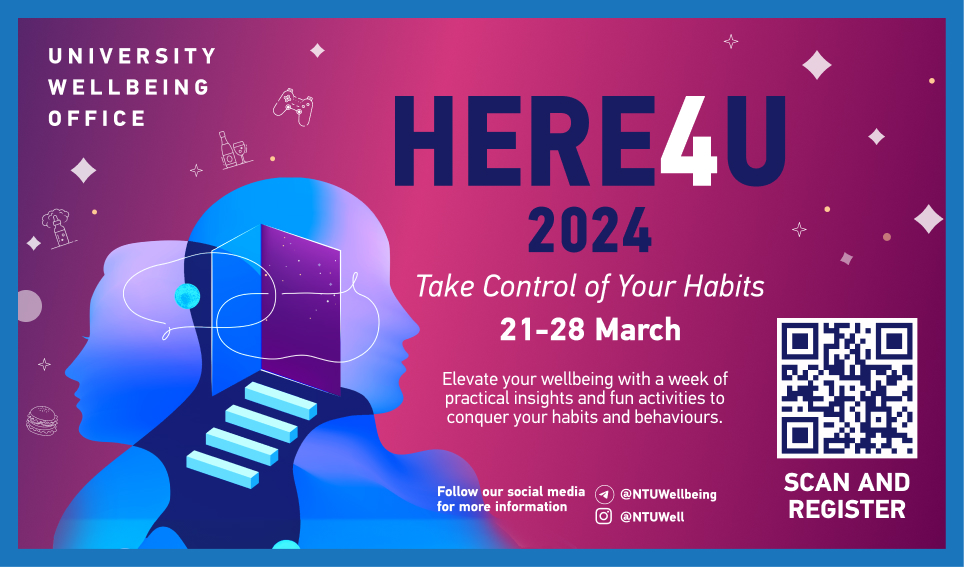 UNIVERSITY
WELLBEING
OFFICE
HERE4U
2024
Take Control of Your Habits
21-28 March
Elevate your wellbeing with a week of
practical insights and fun activities to
conquer your habits and behaviours.
SCAN AND
REGISTER
Follow our social media
for more information
@NTUWellbeing
@NTUWell